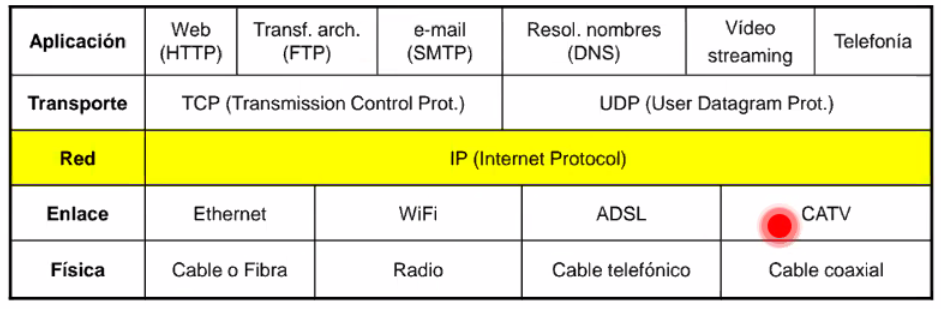 Aplicación
Web
(HTTP)
Transf. arch.
(FTP)
e-mail
(SMTP)
Resol. nombres
(DNS)
Vídeo
streaming
Telefonía
Transporte
TCP (Transmission Control Prot.)
UDP (User Datagram Prot.)
Red
IP (Internet Protocol)
Enlace
Ethernet
WiFi
ADSL
CATV
Física
Cable o Fibra
Radio
Cable telefónico
Cable coaxial